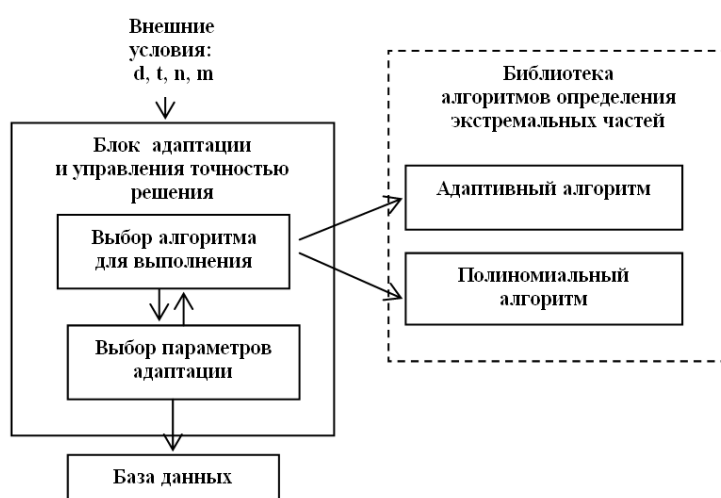 Внешние
условия:
d, t, n, m
Блок адаптации
и управления точностью
решения
Выбор алгоритма
для выполнения
Выбор параметров
адаптации
База данных
Библиотека
алгоритмов определения
экстремальных частей
Адаптивный алгоритм
Полиномиальный
алгоритм